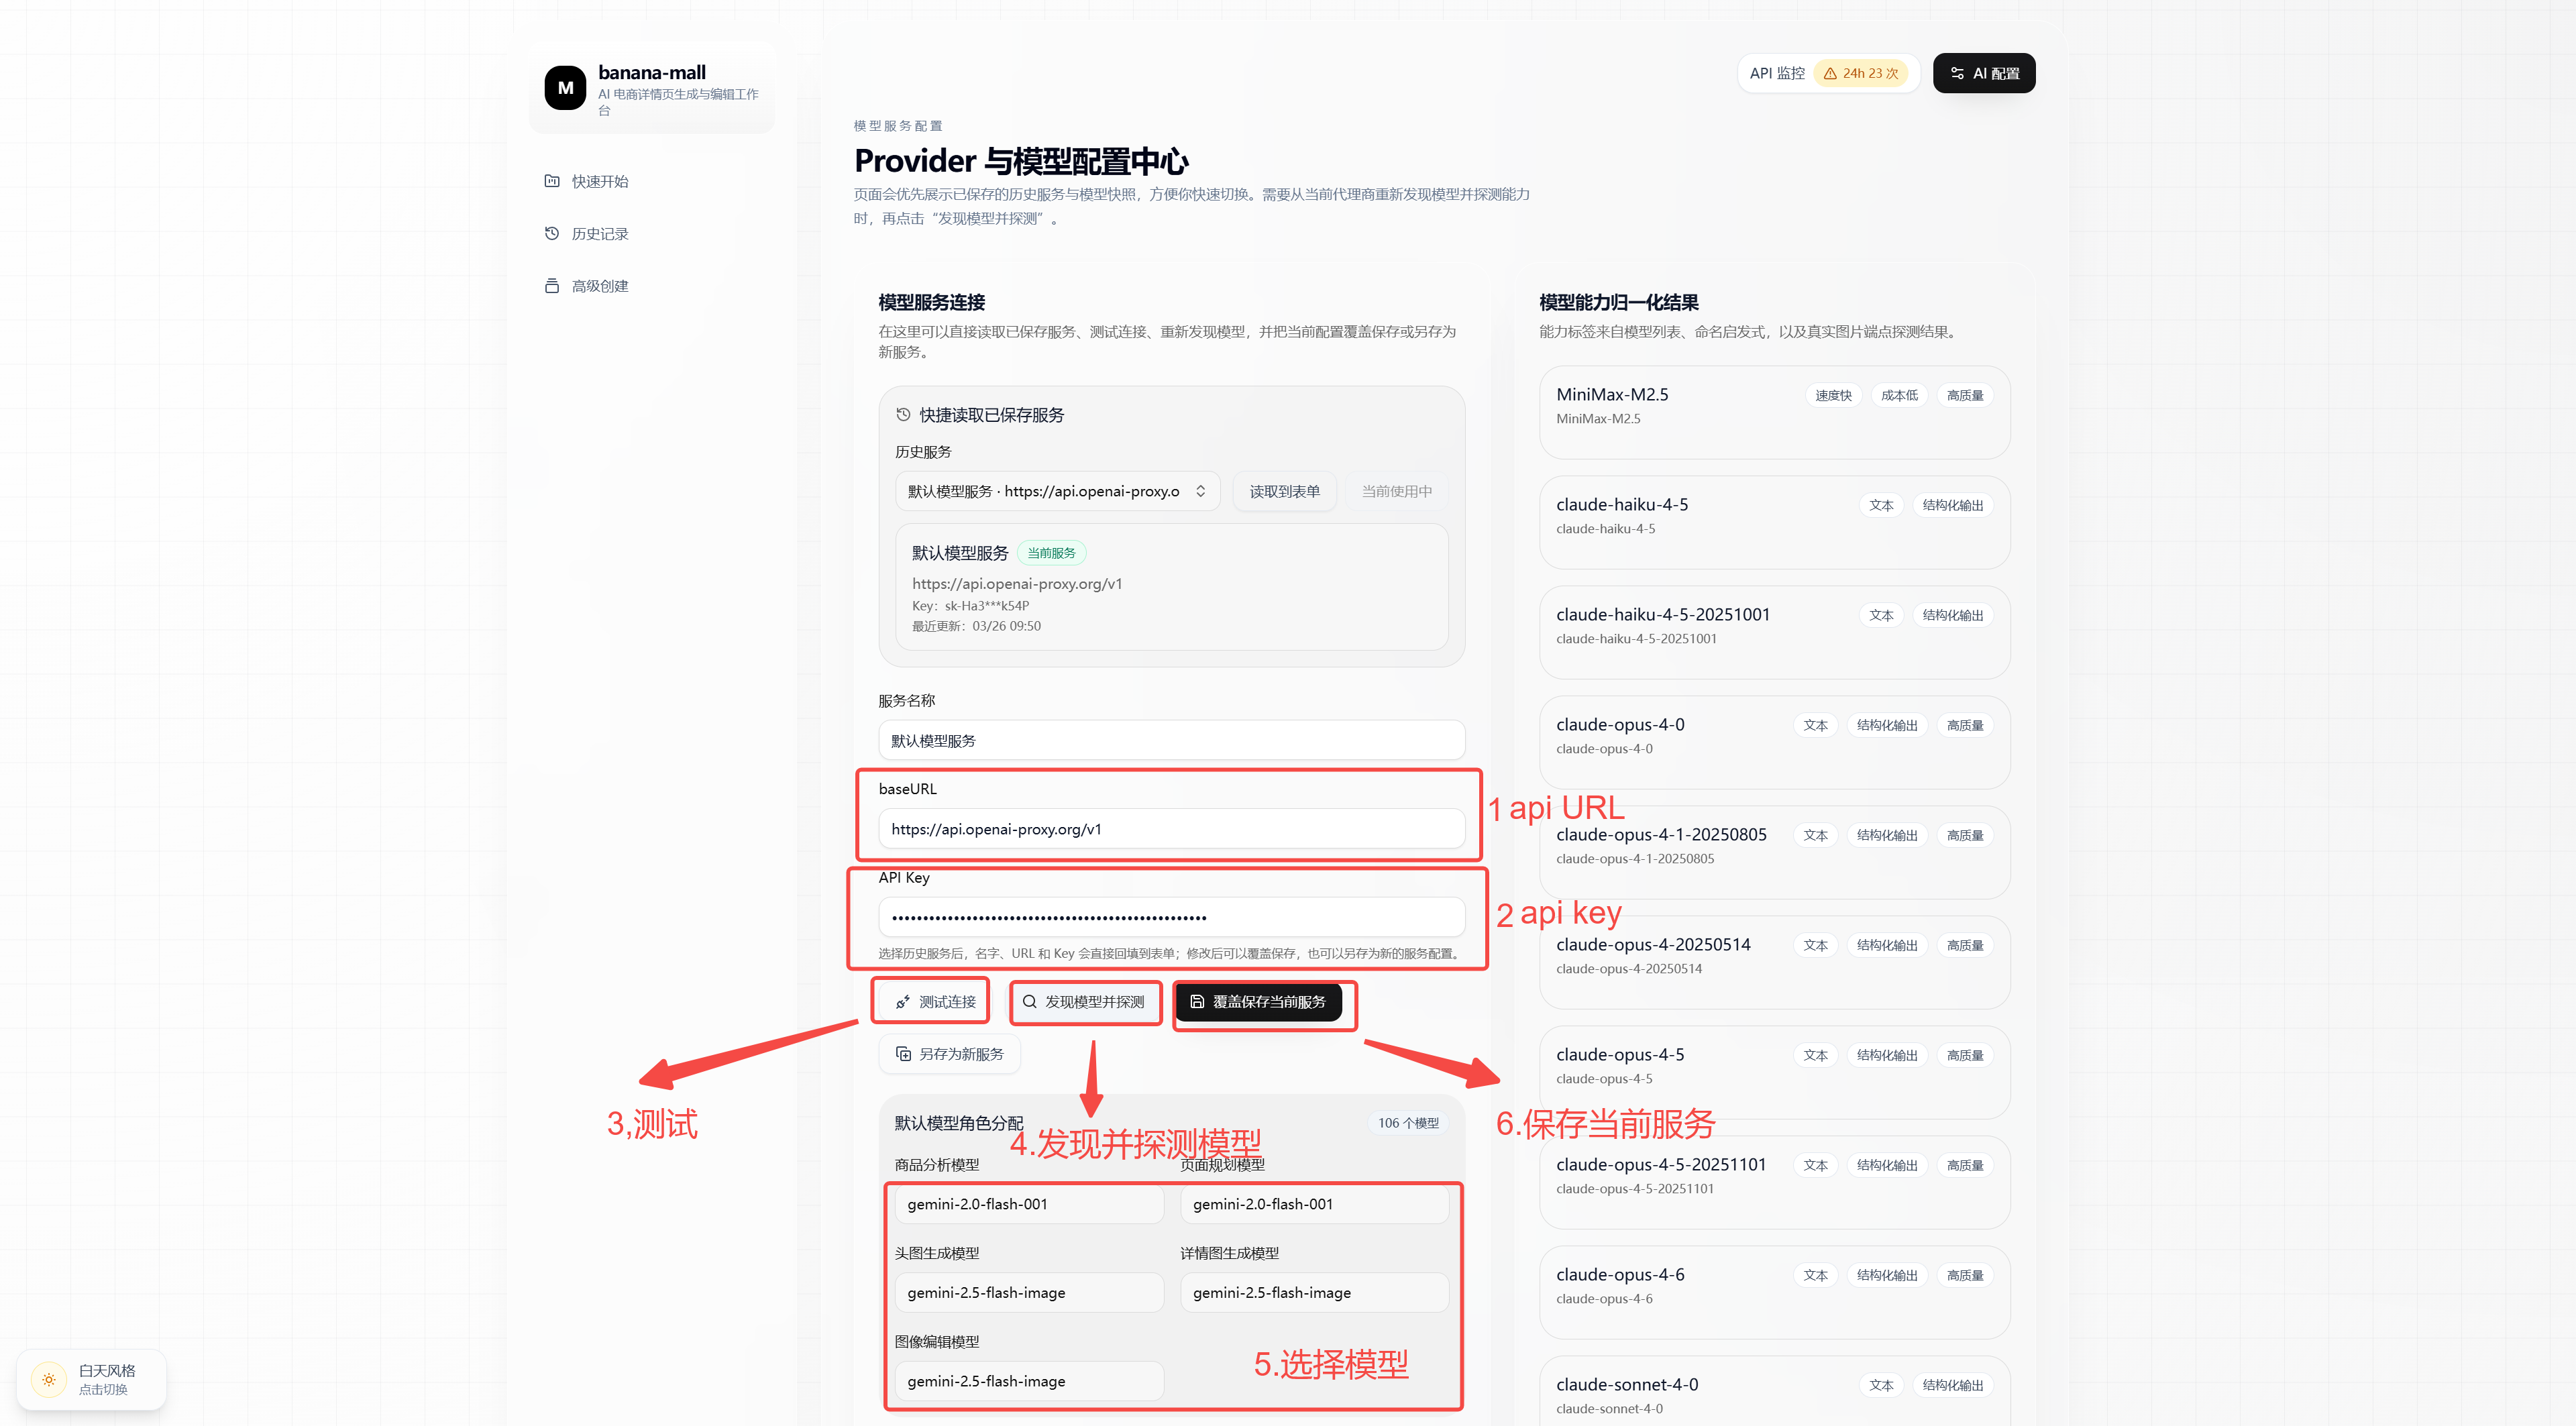 M
banana-mall
AI 电商详情页生成与编辑工作
台
快速开始
历史记录
高级创建
白天风格
点击切换
API 监控
24h 23 次
AI 配置
模型服务配置
Provider 与模型配置中心
页面会优先展示已保存的历史服务与模型快照，方便你快速切换。需要从当前代理商重新发现模型并探测能力
时，再点击“发现模型并探测”。
模型服务连接
在这里可以直接读取已保存服务、测试连接、重新发现模型，并把当前配置覆盖保存或另存为
新服务。
快捷读取已保存服务
历史服务
默认模型服务 · https://api.openai-proxy.o
读取到表单
当前使用中
默认模型服务
当前服务
https://api.openai-proxy.org/v1
Key：sk-Ha3***k54P
最近更新：03/26 09:50
服务名称
默认模型服务
baseURL
https://api.openai-proxy.org/v1
1 api URL
API Key
••••••••••••••••••••••••••••••••••••••••••••••••••
2 api key
选择历史服务后，名字、URL 和 Key 会直接回填到表单；修改后可以覆盖保存，也可以另存为新的服务配置。
测试连接
发现模型并探测
覆盖保存当前服务
另存为新服务
3,测试
4.发现并探测模型
6.保存当前服务
默认模型角色分配
106 个模型
商品分析模型
页面规划模型
gemini-2.0-flash-001
gemini-2.0-flash-001
头图生成模型
详情图生成模型
gemini-2.5-flash-image
gemini-2.5-flash-image
图像编辑模型
gemini-2.5-flash-image
5.选择模型
模型能力归一化结果
能力标签来自模型列表、命名启发式，以及真实图片端点探测结果。
MiniMax-M2.5
速度快
成本低
高质量
MiniMax-M2.5
claude-haiku-4-5
文本
结构化输出
claude-haiku-4-5
claude-haiku-4-5-20251001
文本
结构化输出
claude-haiku-4-5-20251001
claude-opus-4-0
文本
结构化输出
高质量
claude-opus-4-0
claude-opus-4-1-20250805
文本
结构化输出
高质量
claude-opus-4-1-20250805
claude-opus-4-20250514
文本
结构化输出
高质量
claude-opus-4-20250514
claude-opus-4-5
文本
结构化输出
高质量
claude-opus-4-5
claude-opus-4-5-20251101
文本
结构化输出
高质量
claude-opus-4-5-20251101
claude-opus-4-6
文本
结构化输出
高质量
claude-opus-4-6
claude-sonnet-4-0
文本
结构化输出
claude-sonnet-4-0